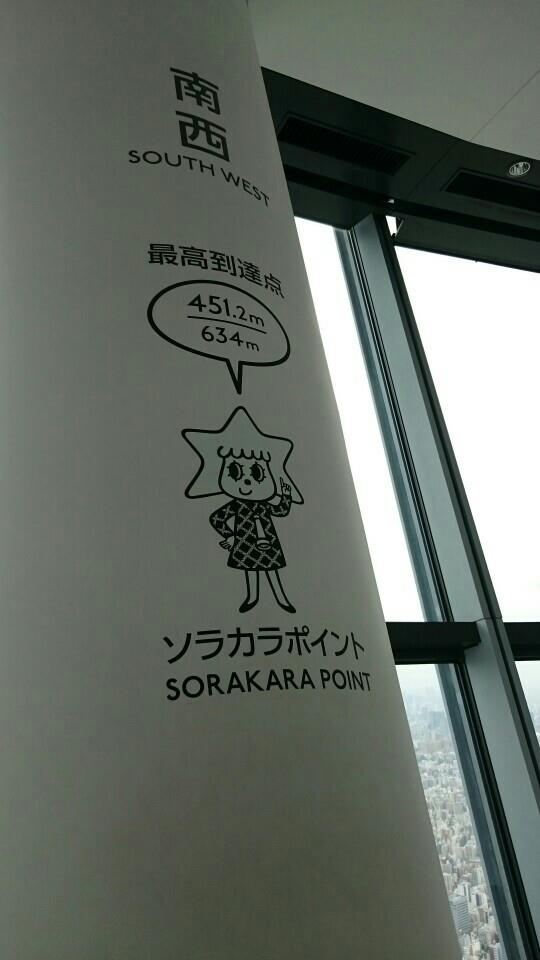 南西
SOUTH WEST
最高到達点
451.2m
634m
ソラカラポイント
SORAKARA POINT